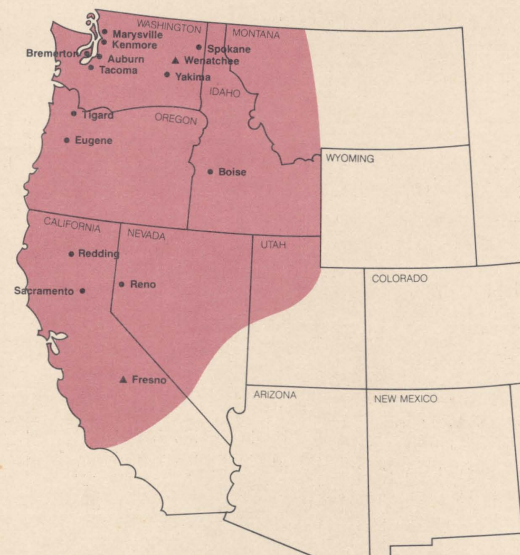 WASHINGTON
MONTANA
Marysville
Kenmore
Spokane
Bremerton
Auburn
Wenatchee
Tacoma
Yakima
IDAHO
Tigard
OREGON
Eugene
WYOMING
Boise
CALIFORNIA
NEVADA
UTAH
Redding
COLORADO
Reno
Sacramento
Fresno
ARIZONA
NEW MEXICO